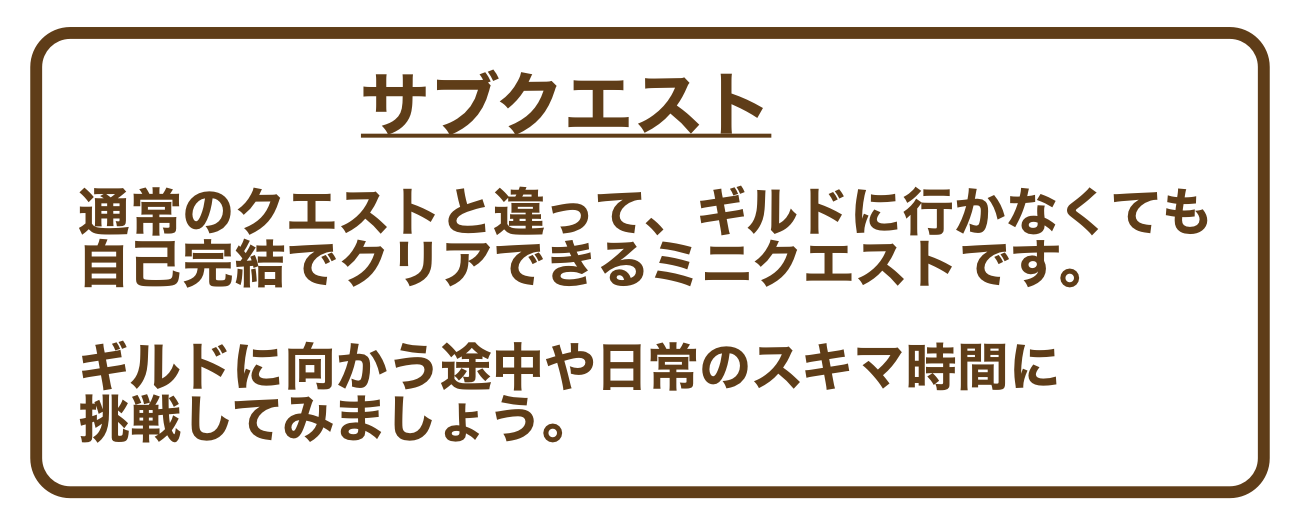 サブクエスト
通常のクエストと違って、ギルドに行かなくても
自己完結でクリアできるミニクエストです。
ギルドに向かう途中や日常のスキマ時間に
挑戦してみましょう。